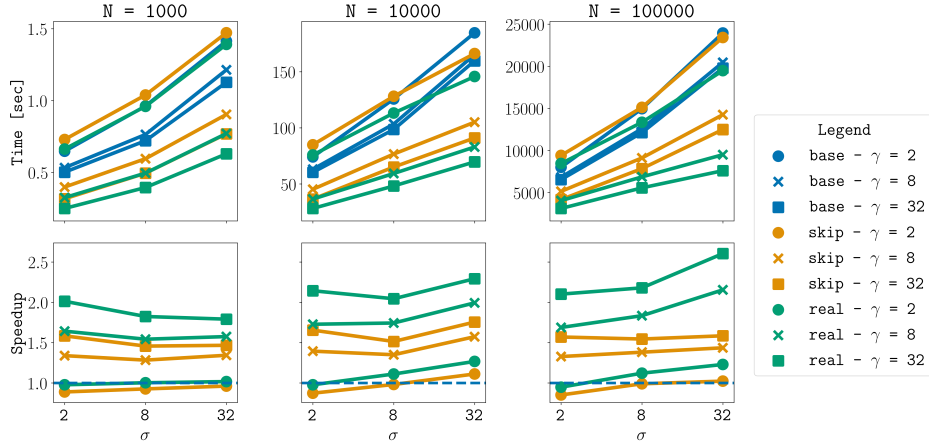 N = 1000
N = 10000
N = 100000
Time [sec]
1.5
1.0
0.5
150
100
50
25000
20000
15000
10000
5000
Legend
base - γ = 2
base - γ = 8
base - γ = 32
skip - γ = 2
skip - γ = 8
skip - γ = 32
real - γ = 2
real - γ = 8
real - γ = 32
Speedup
2.5
2.0
1.5
1.0
2 8 32
2 8 32
2 8 32
σ
σ
σ